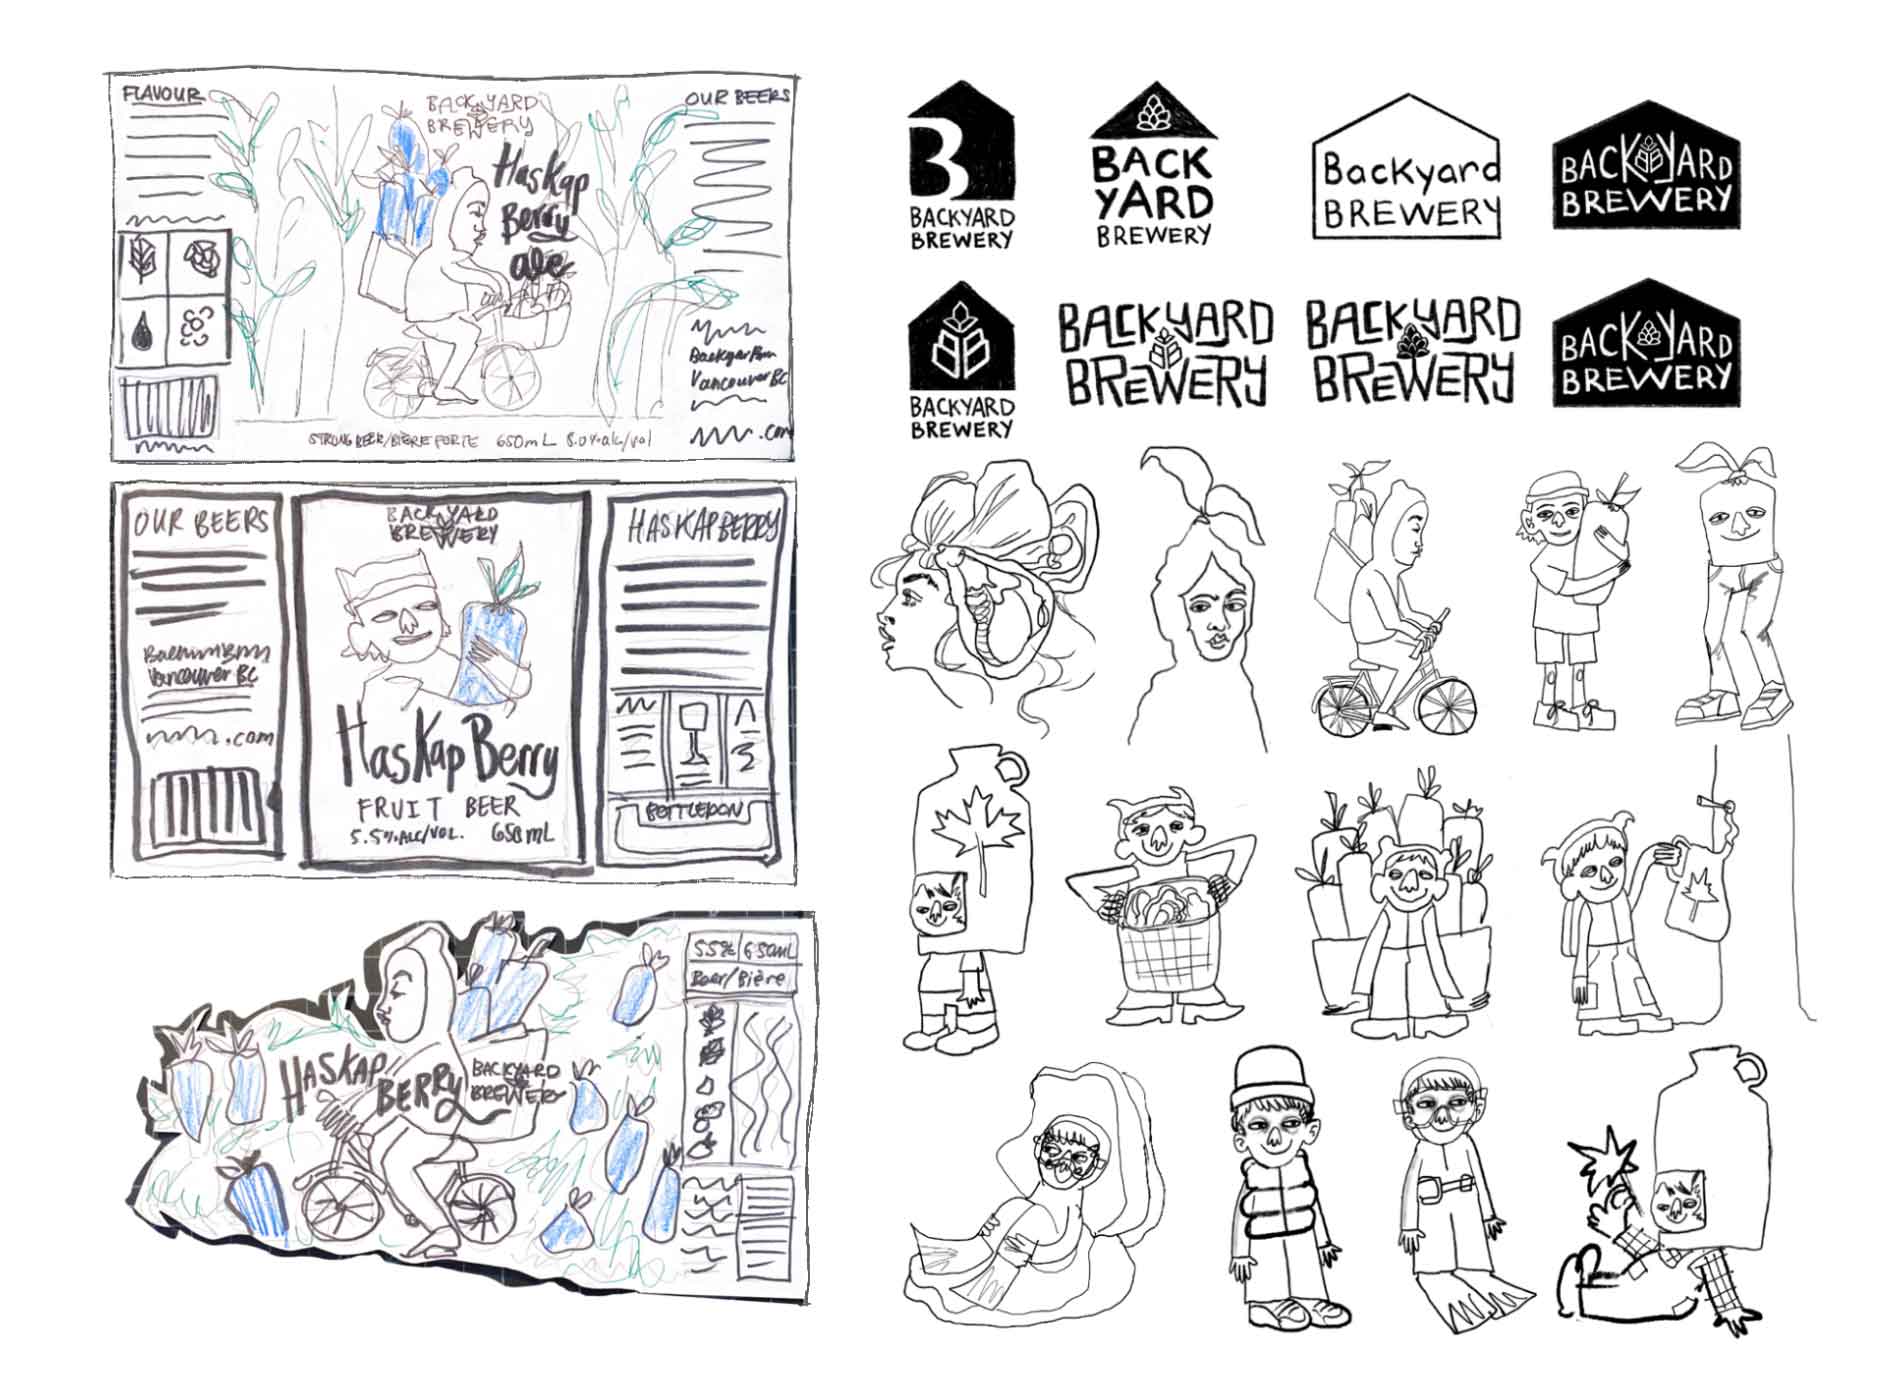 FLAVOUR
BACKYARD
BREWERY
Haskap
Berry
ale
OUR BEERS
Vancouver BC
.com
STRONG BEER/BIÈRE FORTE 650mL 8.0%alc/vol
OUR BEERS
Vancouver BC
.com
BACKYARD
BREWERY
Haskap Berry
FRUIT BEER
5.5%ALC/VOL. 650mL
HASKAP BERRY
HASKAP
BERRY
BACKYARD
BREWERY
5.5% 650mL
Beer/Bière
B
BACKYARD
BREWERY
BACK
YARD
BREWERY
Backyard
BREWERY
BACKYARD
BREWERY
BACKYARD
BREWERY
BACKYARD
BREWERY
BACKYARD
BREWERY
BACKYARD
BREWERY